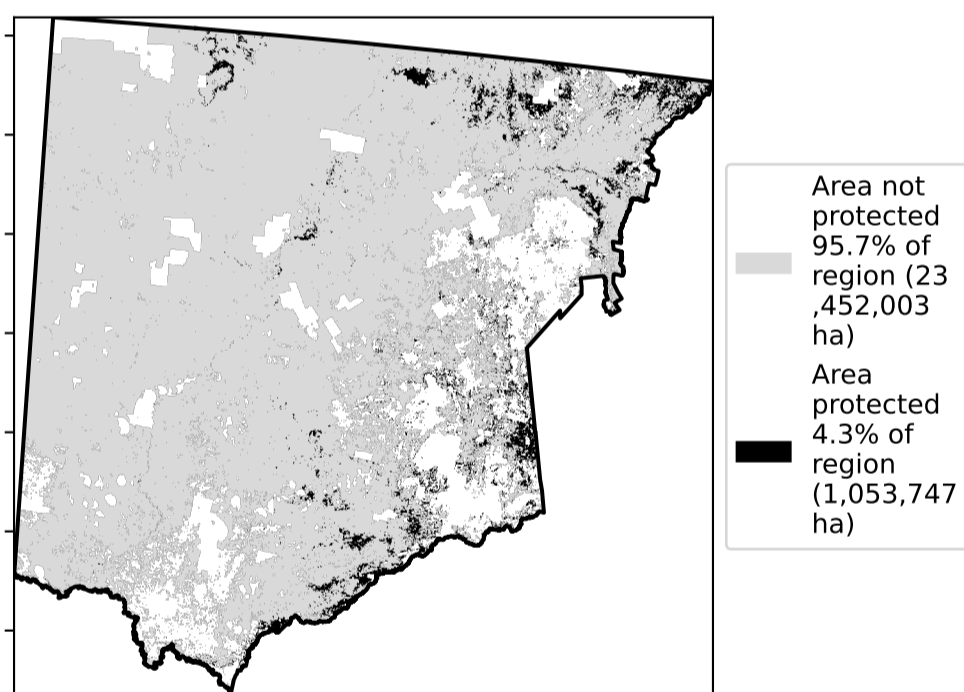 Area not
protected
95.7% of
region (23
,452,003
ha)
Area
protected
4.3% of
region
(1,053,747
ha)